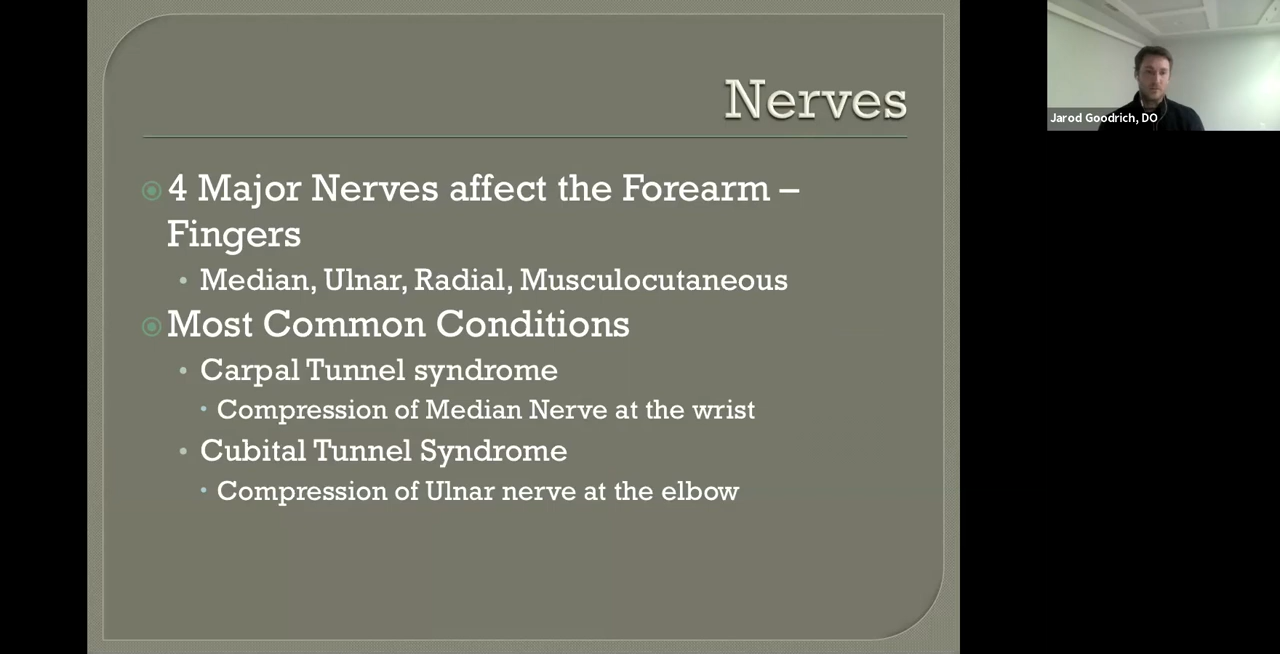 Nerves
4 Major Nerves affect the Forearm –
Fingers
Median, Ulnar, Radial, Musculocutaneous
Most Common Conditions
Carpal Tunnel syndrome
Compression of Median Nerve at the wrist
Cubital Tunnel Syndrome
Compression of Ulnar nerve at the elbow
Jarod Goodrich, DO